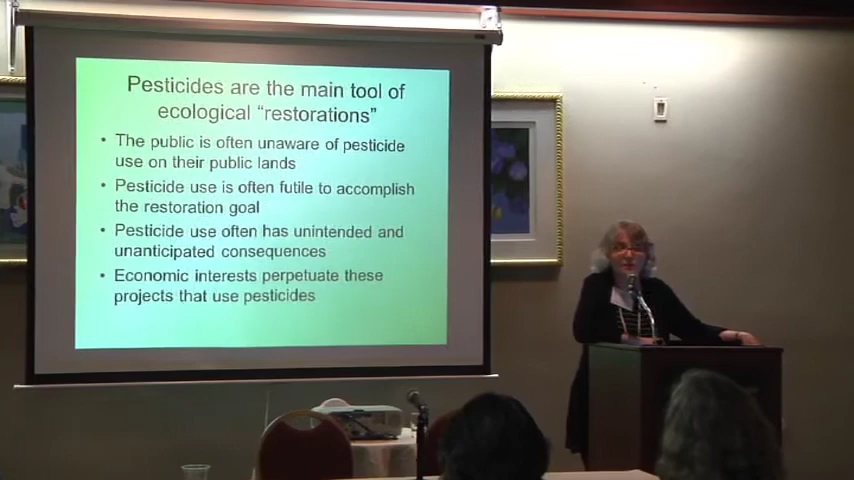 Pesticides are the main tool of
ecological “restorations”
• The public is often unaware of pesticide
use on their public lands
• Pesticide use is often futile to accomplish
the restoration goal
• Pesticide use often has unintended and
unanticipated consequences
• Economic interests perpetuate these
projects that use pesticides